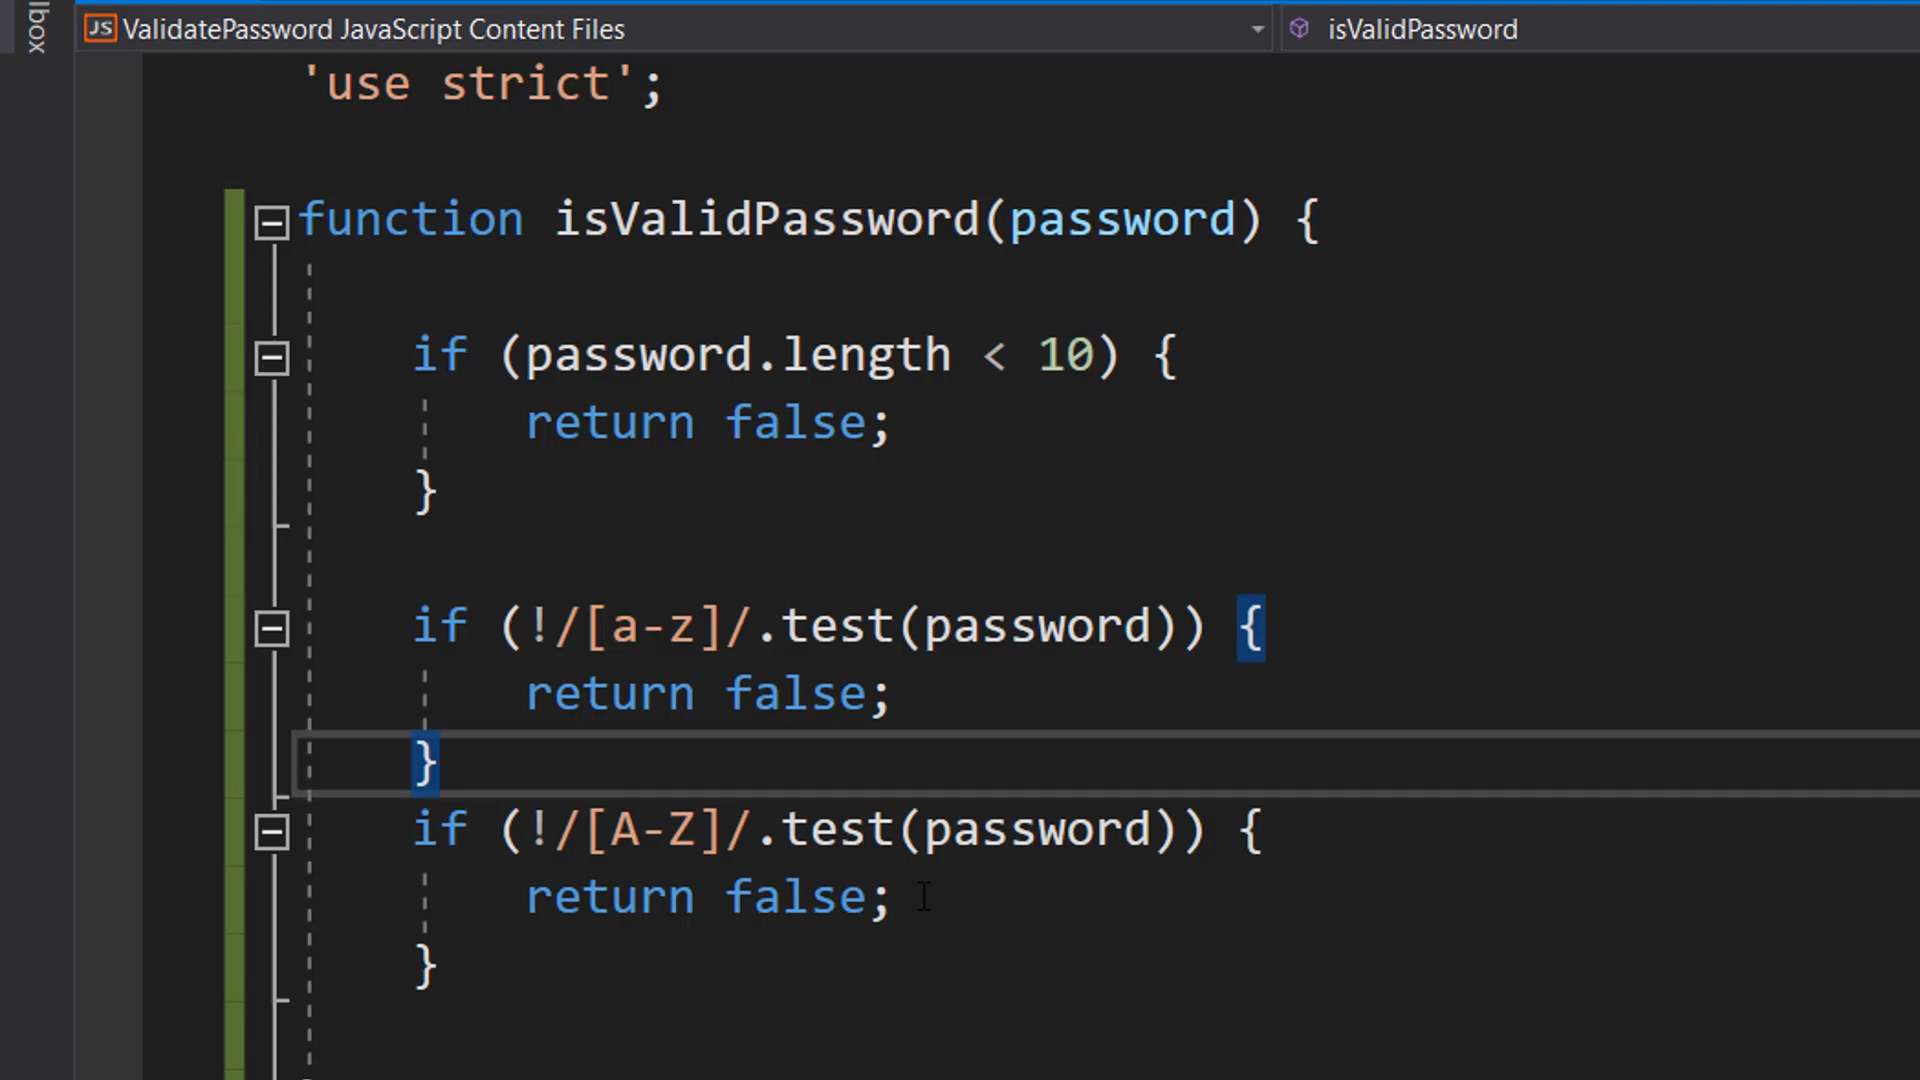 lbox
JS ValidatePassword JavaScript Content Files
isValidPassword
'use strict';
function isValidPassword(password) {
if (password.length < 10) {
return false;
}
if (!/[a-z]/.test(password)) {
return false;
}
if (!/[A-Z]/.test(password)) {
return false;
}